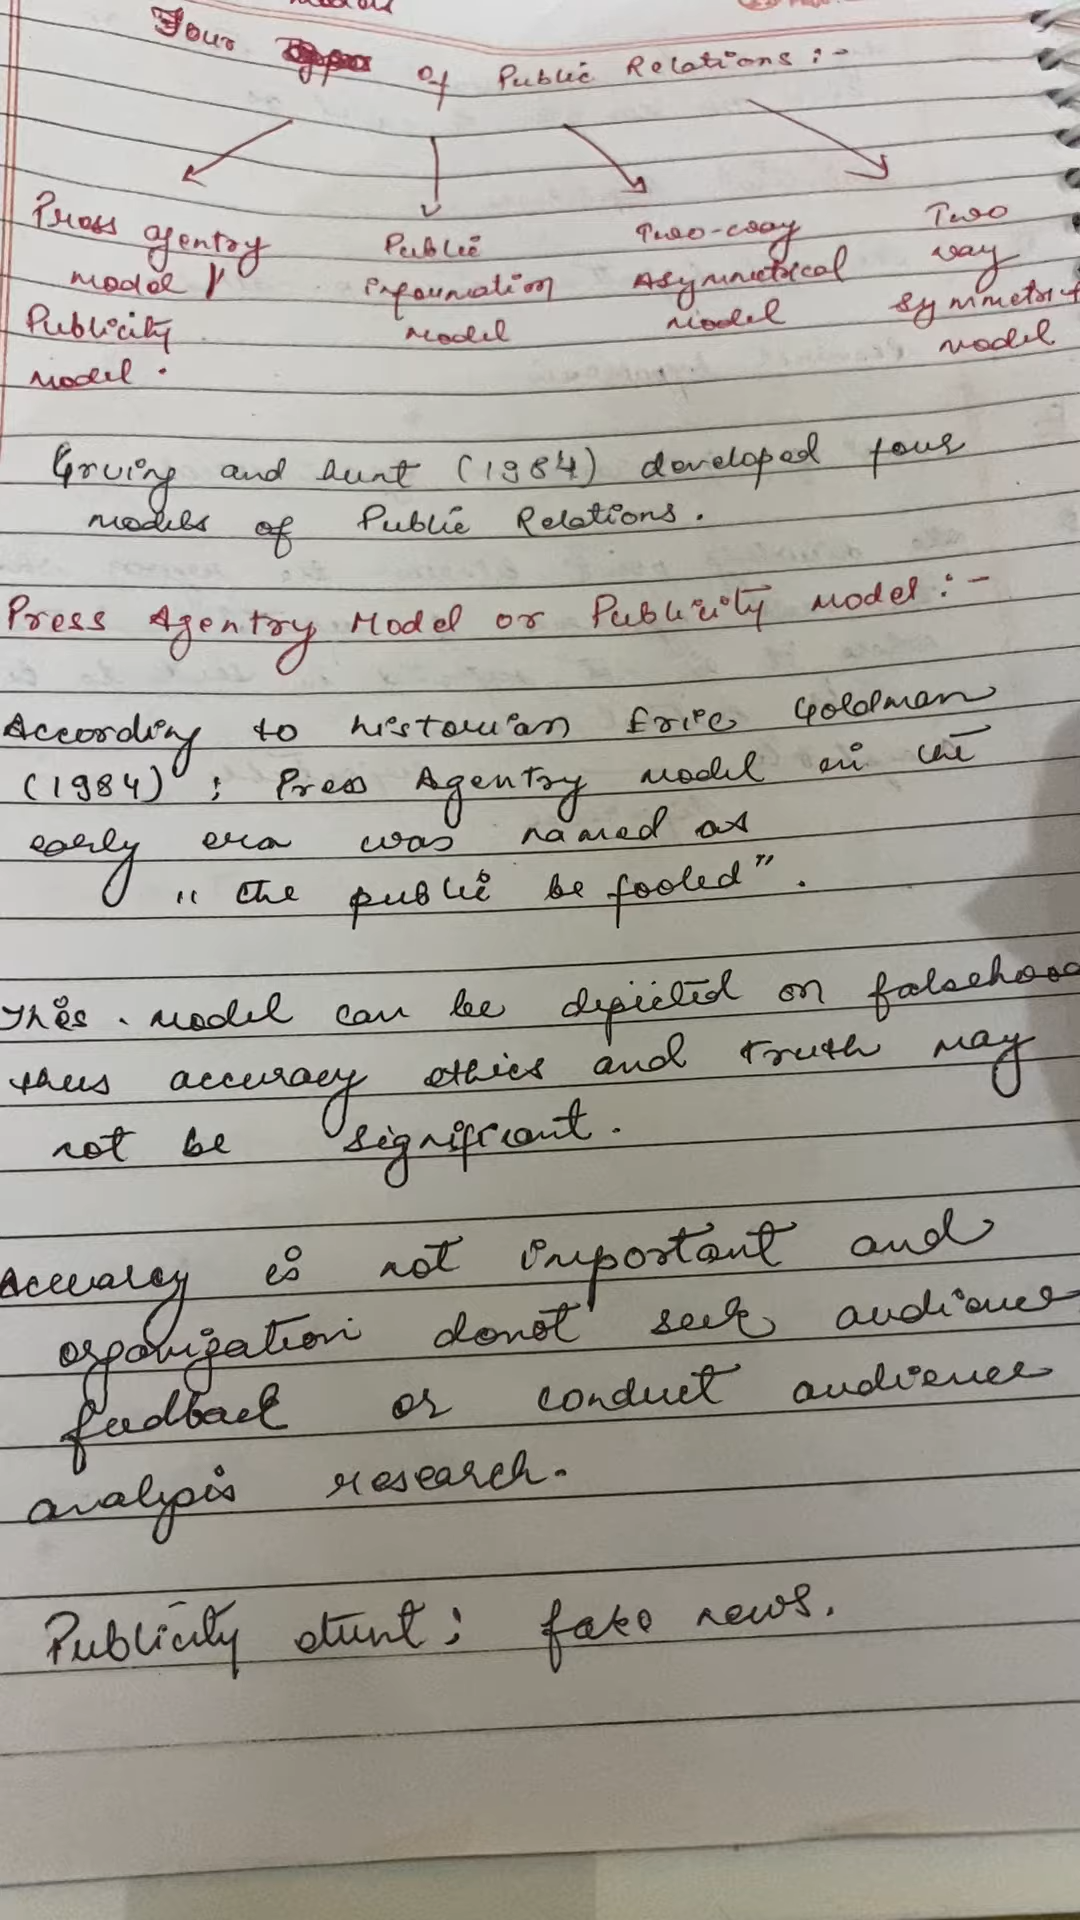 Models
Four of Public Relations :-
Press agentry model / Publicity model.
Public information model
Two-way Asymmetrical model
Two way Symmetric model
Gruing and hunt (1984) developed four
models of Public Relations.
Press Agentry Model or Publicity model :-
According to historian Eric Goldman
(1984) ; Press Agentry model in the
early era was named as
" the public be fooled".
This . model can be depicted on falsehood
thus accuracy ethics and truth may
not be significant.
Accuracy is not important and
organization donot seek audience
feedback or conduct audience
analysis research.
Publicity stunt ; fake news.